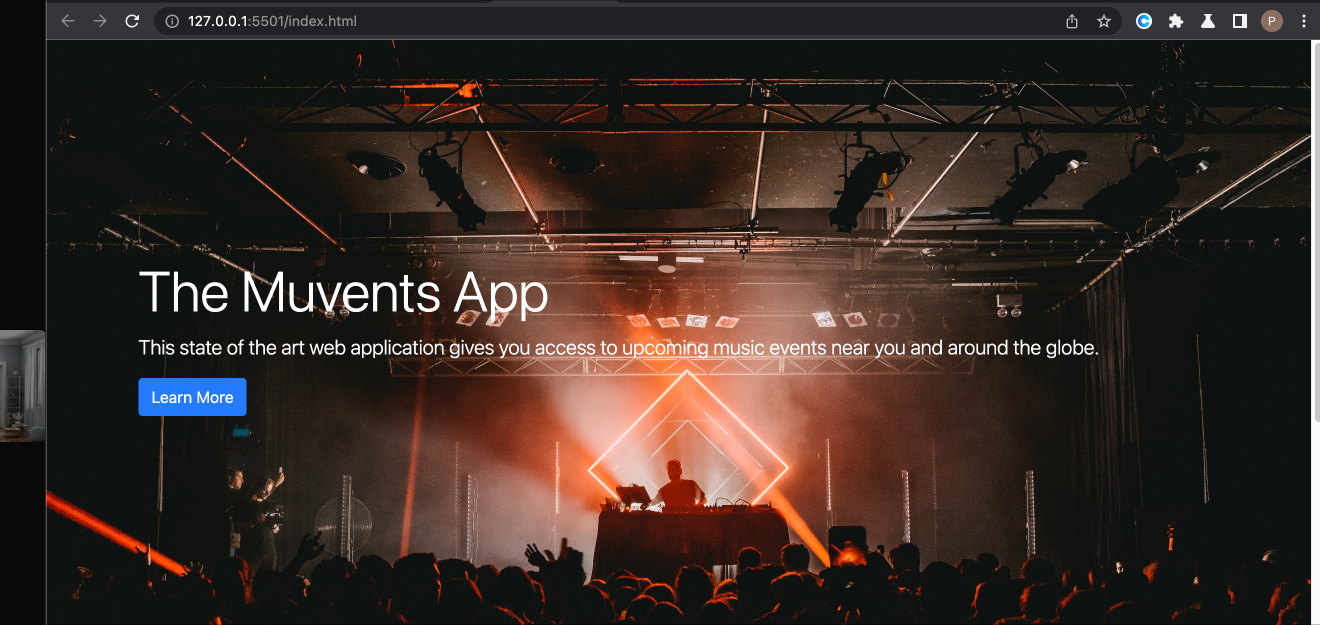 127.0.0.1:5501/index.html
P
The Muvents App
This state of the art web application gives you access to upcoming music events near you and around the globe.
Learn More